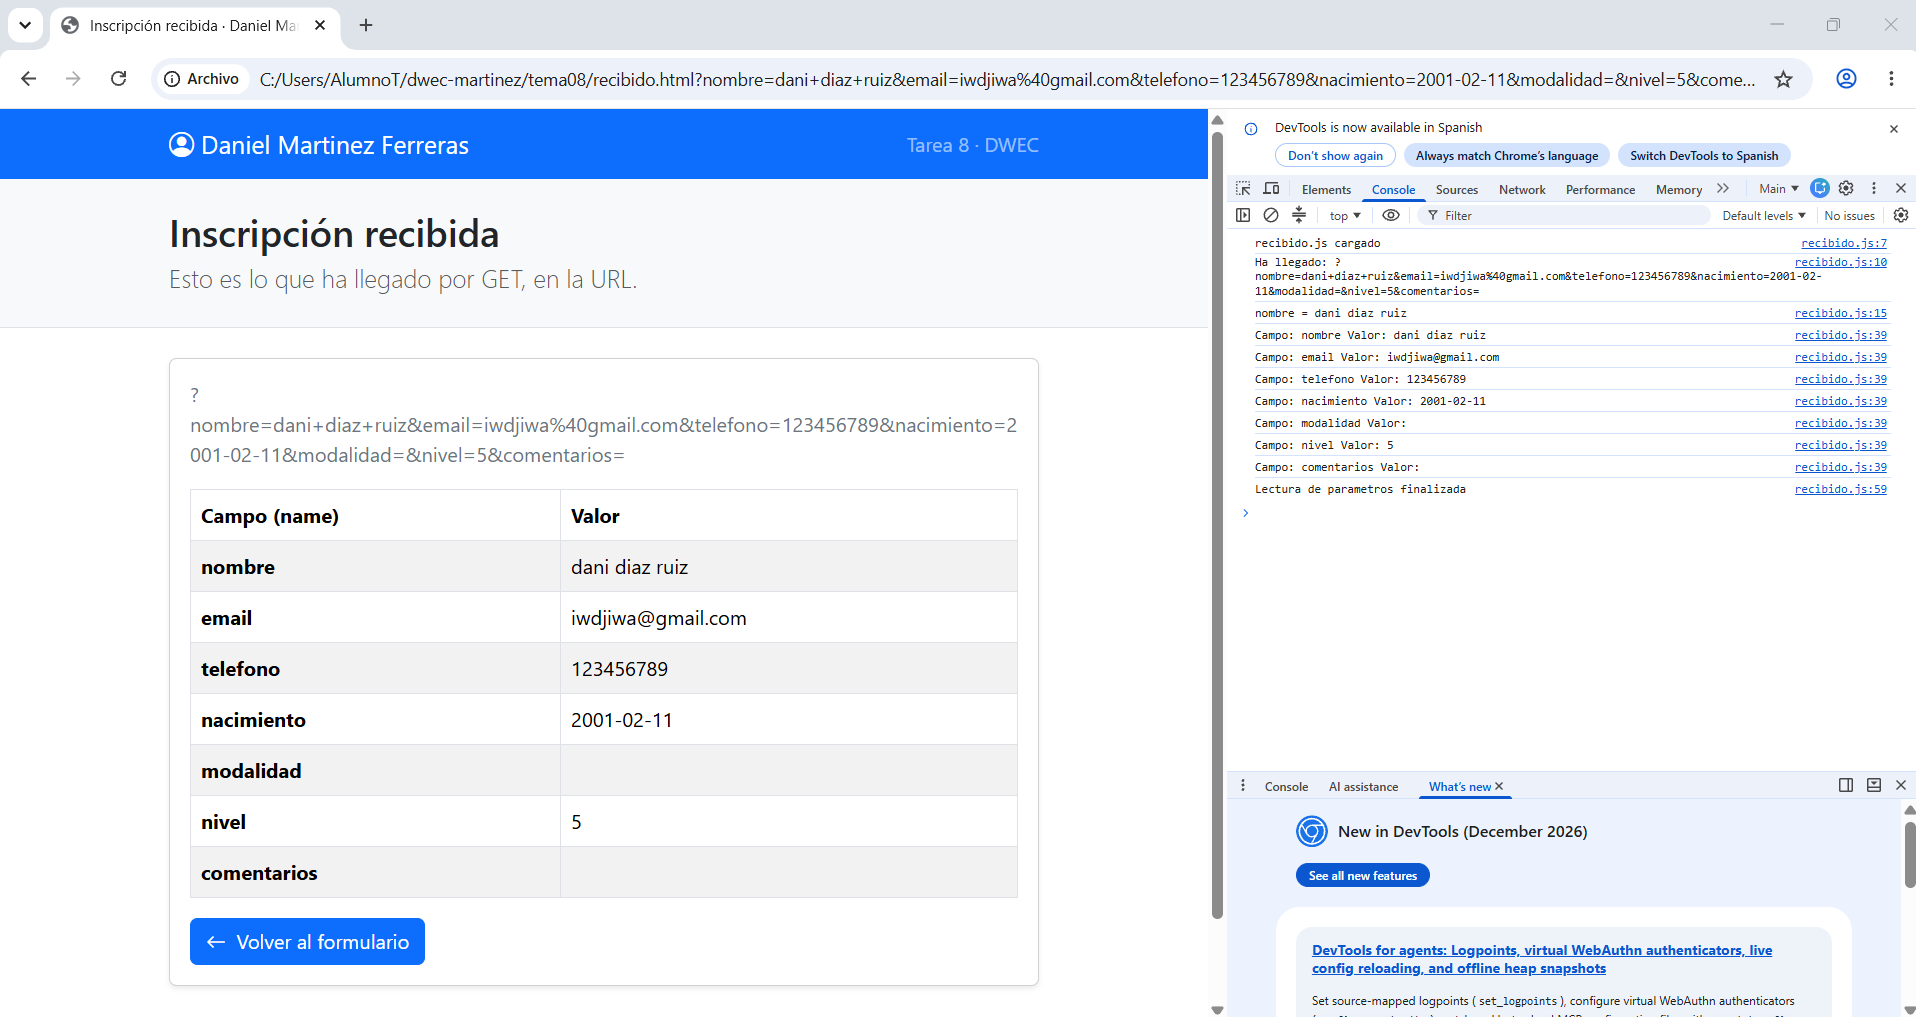 Inscripción recibida · Daniel Ma
Archivo
C:/Users/AlumnoT/dwec-martinez/tema08/recibido.html?nombre=dani+diaz+ruiz&email=iwdjiwa%40gmail.com&telefono=123456789&nacimiento=2001-02-11&modalidad=&nivel=5&come...
Daniel Martinez Ferreras
Tarea 8 · DWEC
Inscripción recibida
Esto es lo que ha llegado por GET, en la URL.
?
nombre=dani+diaz+ruiz&email=iwdjiwa%40gmail.com&telefono=123456789&nacimiento=2
001-02-11&modalidad=&nivel=5&comentarios=
Campo (name) Valor
nombre dani diaz ruiz
email iwdjiwa@gmail.com
telefono 123456789
nacimiento 2001-02-11
modalidad
nivel 5
comentarios
← Volver al formulario
DevTools is now available in Spanish
Don't show again Always match Chrome's language Switch DevTools to Spanish
Elements Console Sources Network Performance Memory Main
top Filter Default levels No issues
recibido.js cargado recibido.js:7
Ha llegado: ? recibido.js:10
nombre=dani+diaz+ruiz&email=iwdjiwa%40gmail.com&telefono=123456789&nacimiento=2001-02-
11&modalidad=&nivel=5&comentarios=
nombre = dani diaz ruiz recibido.js:15
Campo: nombre Valor: dani diaz ruiz recibido.js:39
Campo: email Valor: iwdjiwa@gmail.com recibido.js:39
Campo: telefono Valor: 123456789 recibido.js:39
Campo: nacimiento Valor: 2001-02-11 recibido.js:39
Campo: modalidad Valor: recibido.js:39
Campo: nivel Valor: 5 recibido.js:39
Campo: comentarios Valor: recibido.js:39
Lectura de parametros finalizada recibido.js:59
Console AI assistance What's new
New in DevTools (December 2026)
See all new features
DevTools for agents: Logpoints, virtual WebAuthn authenticators, live
config reloading, and offline heap snapshots
Set source-mapped logpoints ( set_logpoints ), configure virtual WebAuthn authenticators